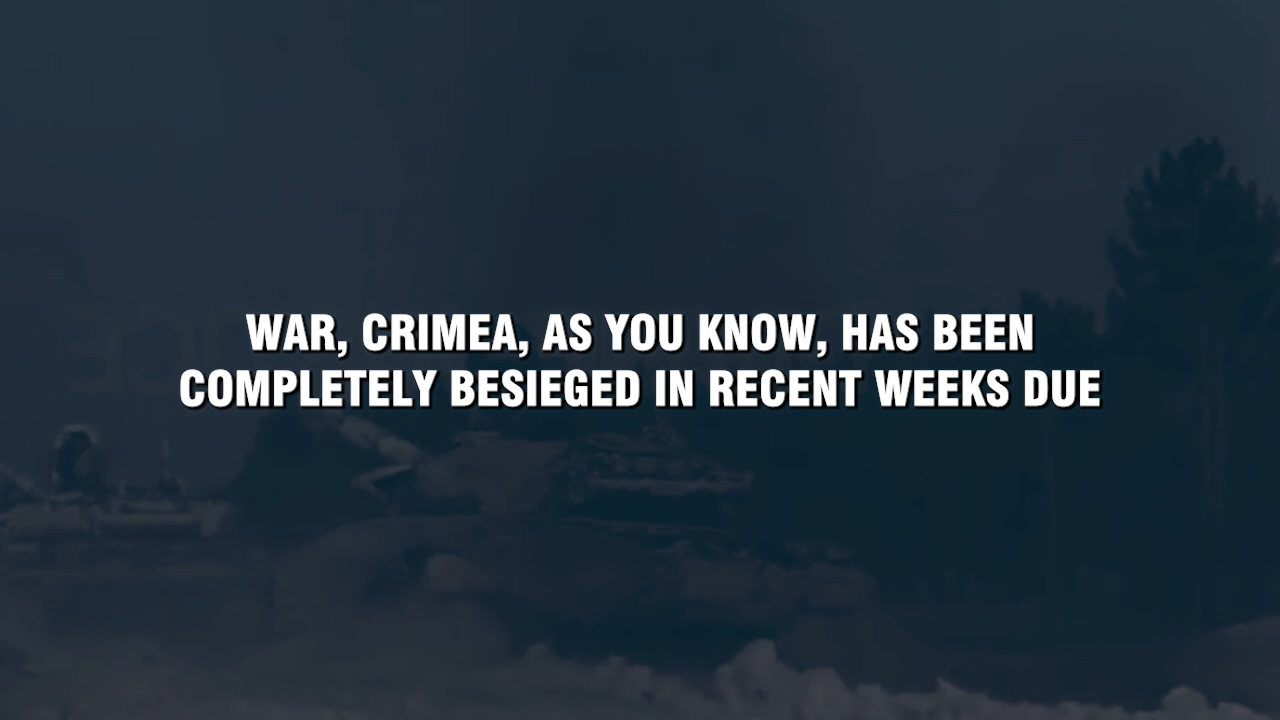 WAR, CRIMEA, AS YOU KNOW, HAS BEEN
COMPLETELY BESIEGED IN RECENT WEEKS DUE